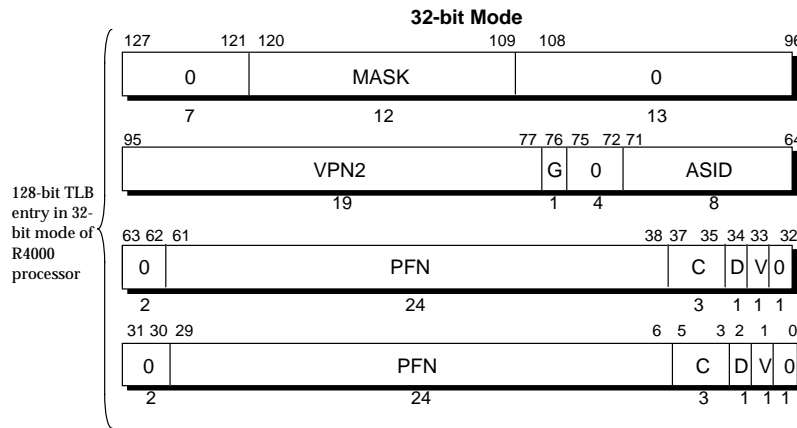 32-bit Mode
127 121 120 109 108 96
0 MASK 0
7 12 13
95 77 76 75 72 71 64
VPN2 G 0 ASID
19 1 4 8
128-bit TLB
entry in 32-
bit mode of
R4000
processor
63 62 61 38 37 35 34 33 32
0 PFN C D V 0
2 24 3 1 1 1
31 30 29 6 5 3 2 1 0
0 PFN C D V 0
2 24 3 1 1 1